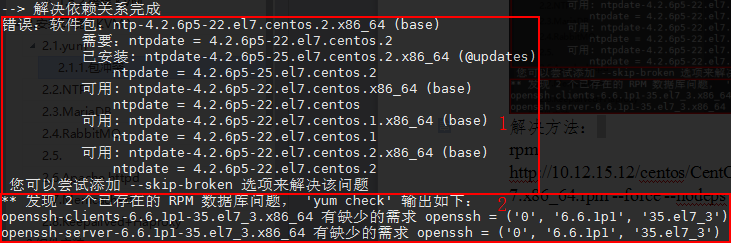 --> 解决依赖关系完成
错误: 软件包: ntp-4.2.6p5-22.el7.centos.2.x86_64 (base)
需要: ntpdate = 4.2.6p5-22.el7.centos.2
已安装: ntpdate-4.2.6p5-25.el7.centos.2.x86_64 (@updates)
ntpdate = 4.2.6p5-25.el7.centos.2
可用: ntpdate-4.2.6p5-22.el7.centos.x86_64 (base)
ntpdate = 4.2.6p5-22.el7.centos
可用: ntpdate-4.2.6p5-22.el7.centos.1.x86_64 (base)
ntpdate = 4.2.6p5-22.el7.centos.1
可用: ntpdate-4.2.6p5-22.el7.centos.2.x86_64 (base)
ntpdate = 4.2.6p5-22.el7.centos.2
您可以尝试添加 --skip-broken 选项来解决该问题
1
** 发现 2 个已存在的 RPM 数据库问题, 'yum check' 输出如下:
2
openssh-clients-6.6.1p1-35.el7_3.x86_64 有缺少的需求 openssh = ('0', '6.6.1p1', '35.el7_3')
openssh-server-6.6.1p1-35.el7_3.x86_64 有缺少的需求 openssh = ('0', '6.6.1p1', '35.el7_3')
解决方法:
rpm
http://10.12.15.12/centos/CentO
7.x86_64.rpm --force --nodeps